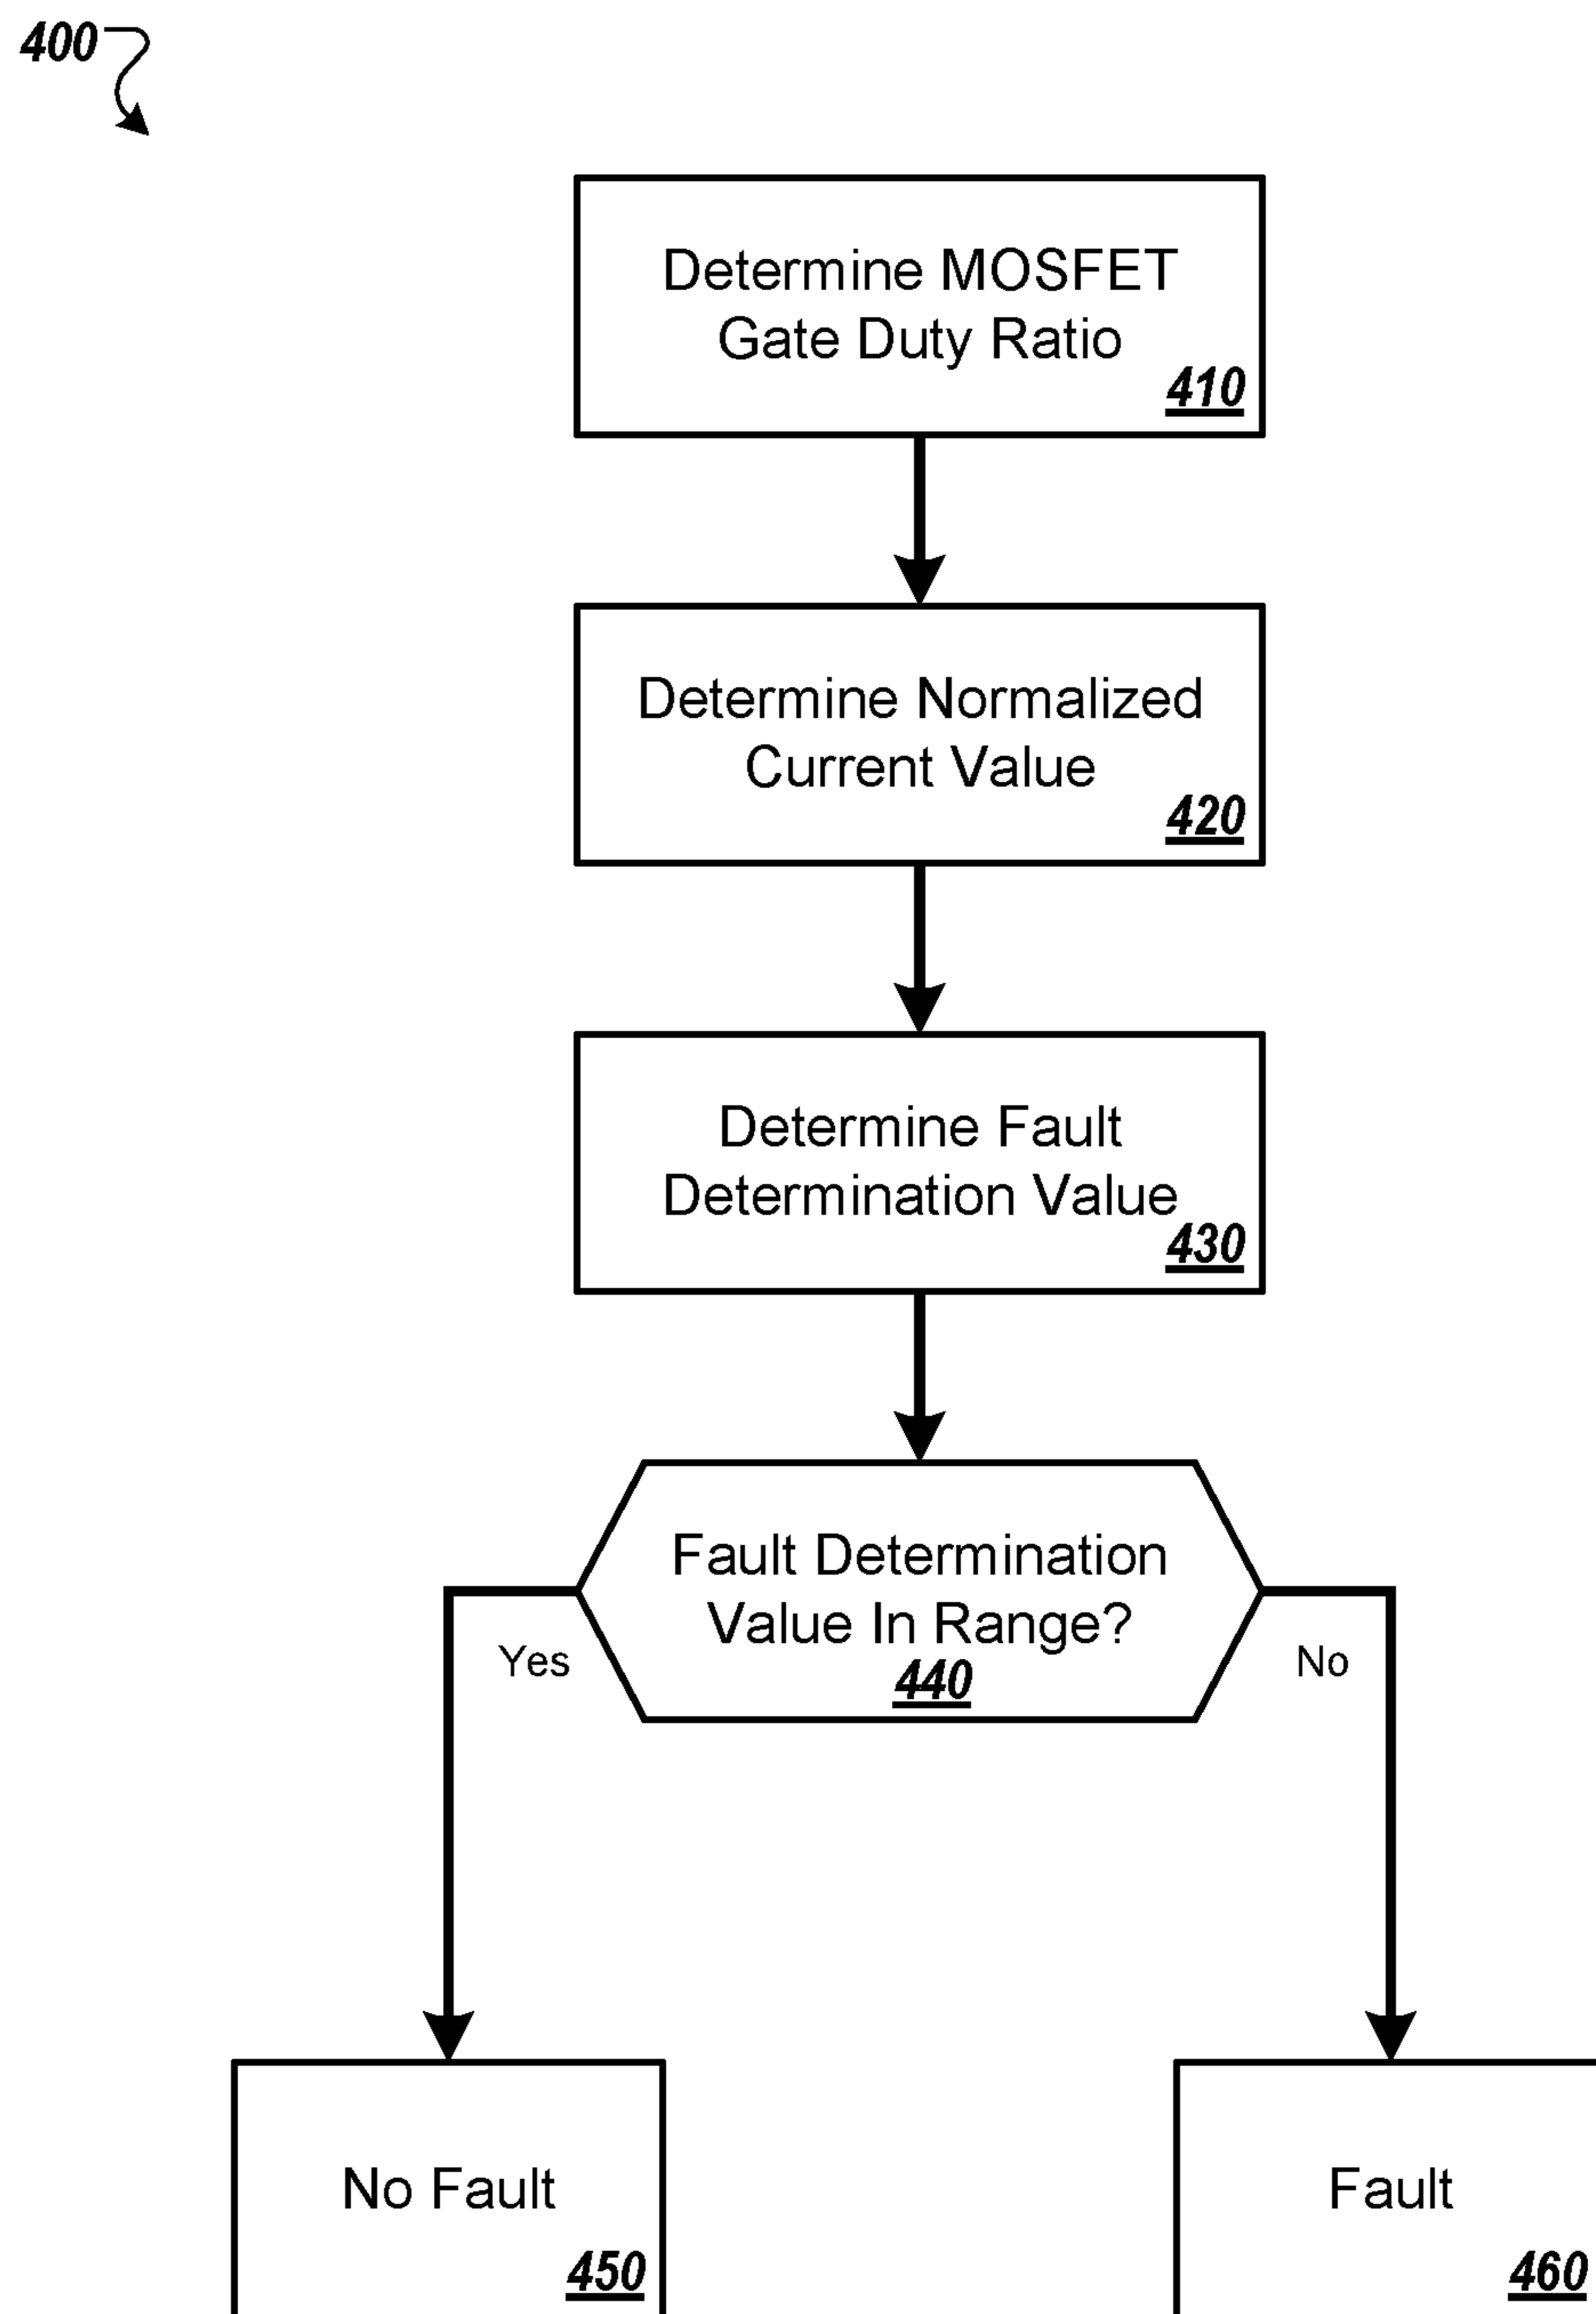 400
Determine MOSFET
Gate Duty Ratio
410
Determine Normalized
Current Value
420
Determine Fault
Determination Value
430
Fault Determination
Value In Range?
440
Yes
No
No Fault
450
Fault
460